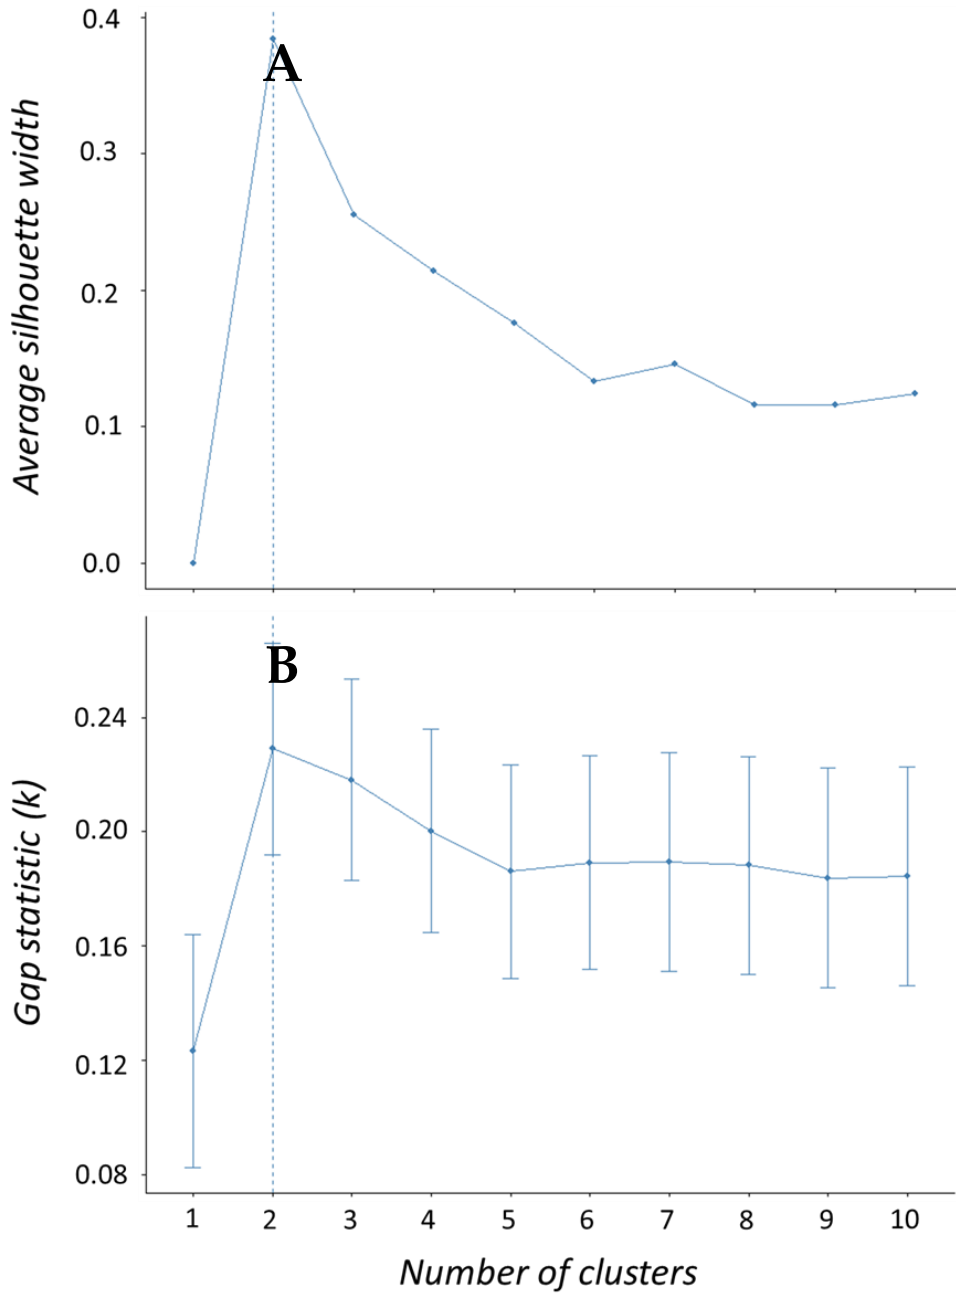 0.4
A
0.3
0.2
0.1
0.0
Average silhouette width
B
0.24
0.20
0.16
0.12
0.08
Gap statistic (k)
1 2 3 4 5 6 7 8 9 10
Number of clusters